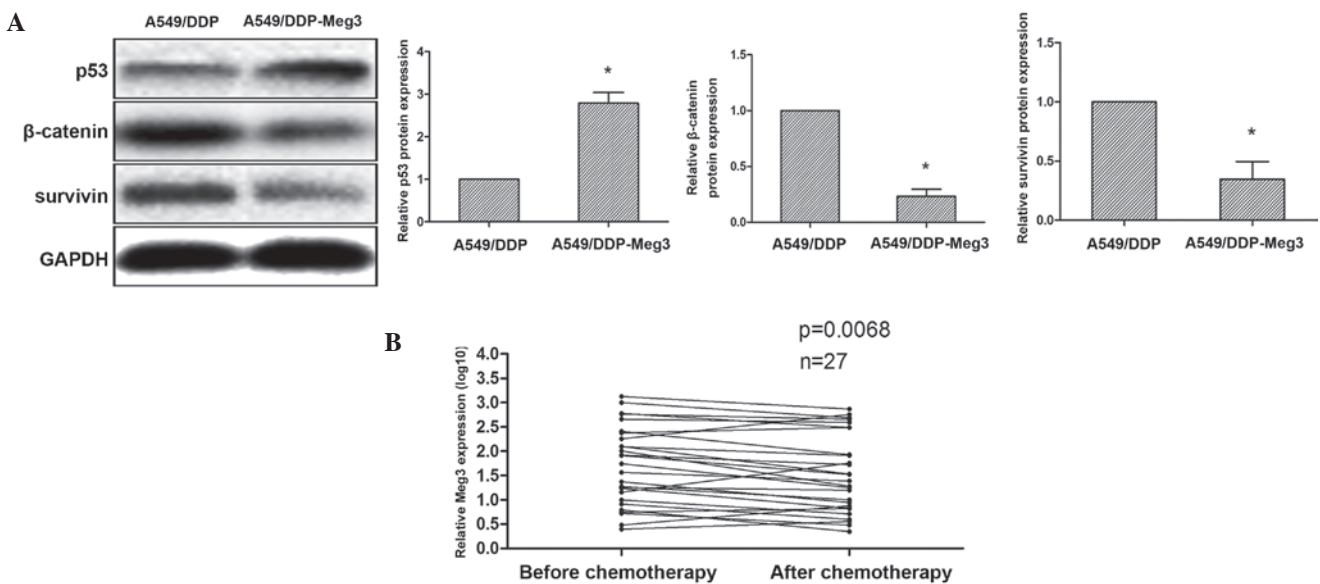 A
A549/DDP A549/DDP-Meg3
p53
β-catenin
survivin
GAPDH
Relative p53 protein expression
4
3
2
1
0
*
A549/DDP A549/DDP-Meg3
Relative β-catenin
protein expression
1.5
1.0
0.5
0.0
*
A549/DDP A549/DDP-Meg3
Relative survivin protein expression
1.5
1.0
0.5
0.0
*
A549/DDP A549/DDP-Meg3
B
p=0.0068
n=27
Relative Meg3 expression (log10)
4.0
3.5
3.0
2.5
2.0
1.5
1.0
0.5
0.0
Before chemotherapy After chemotherapy